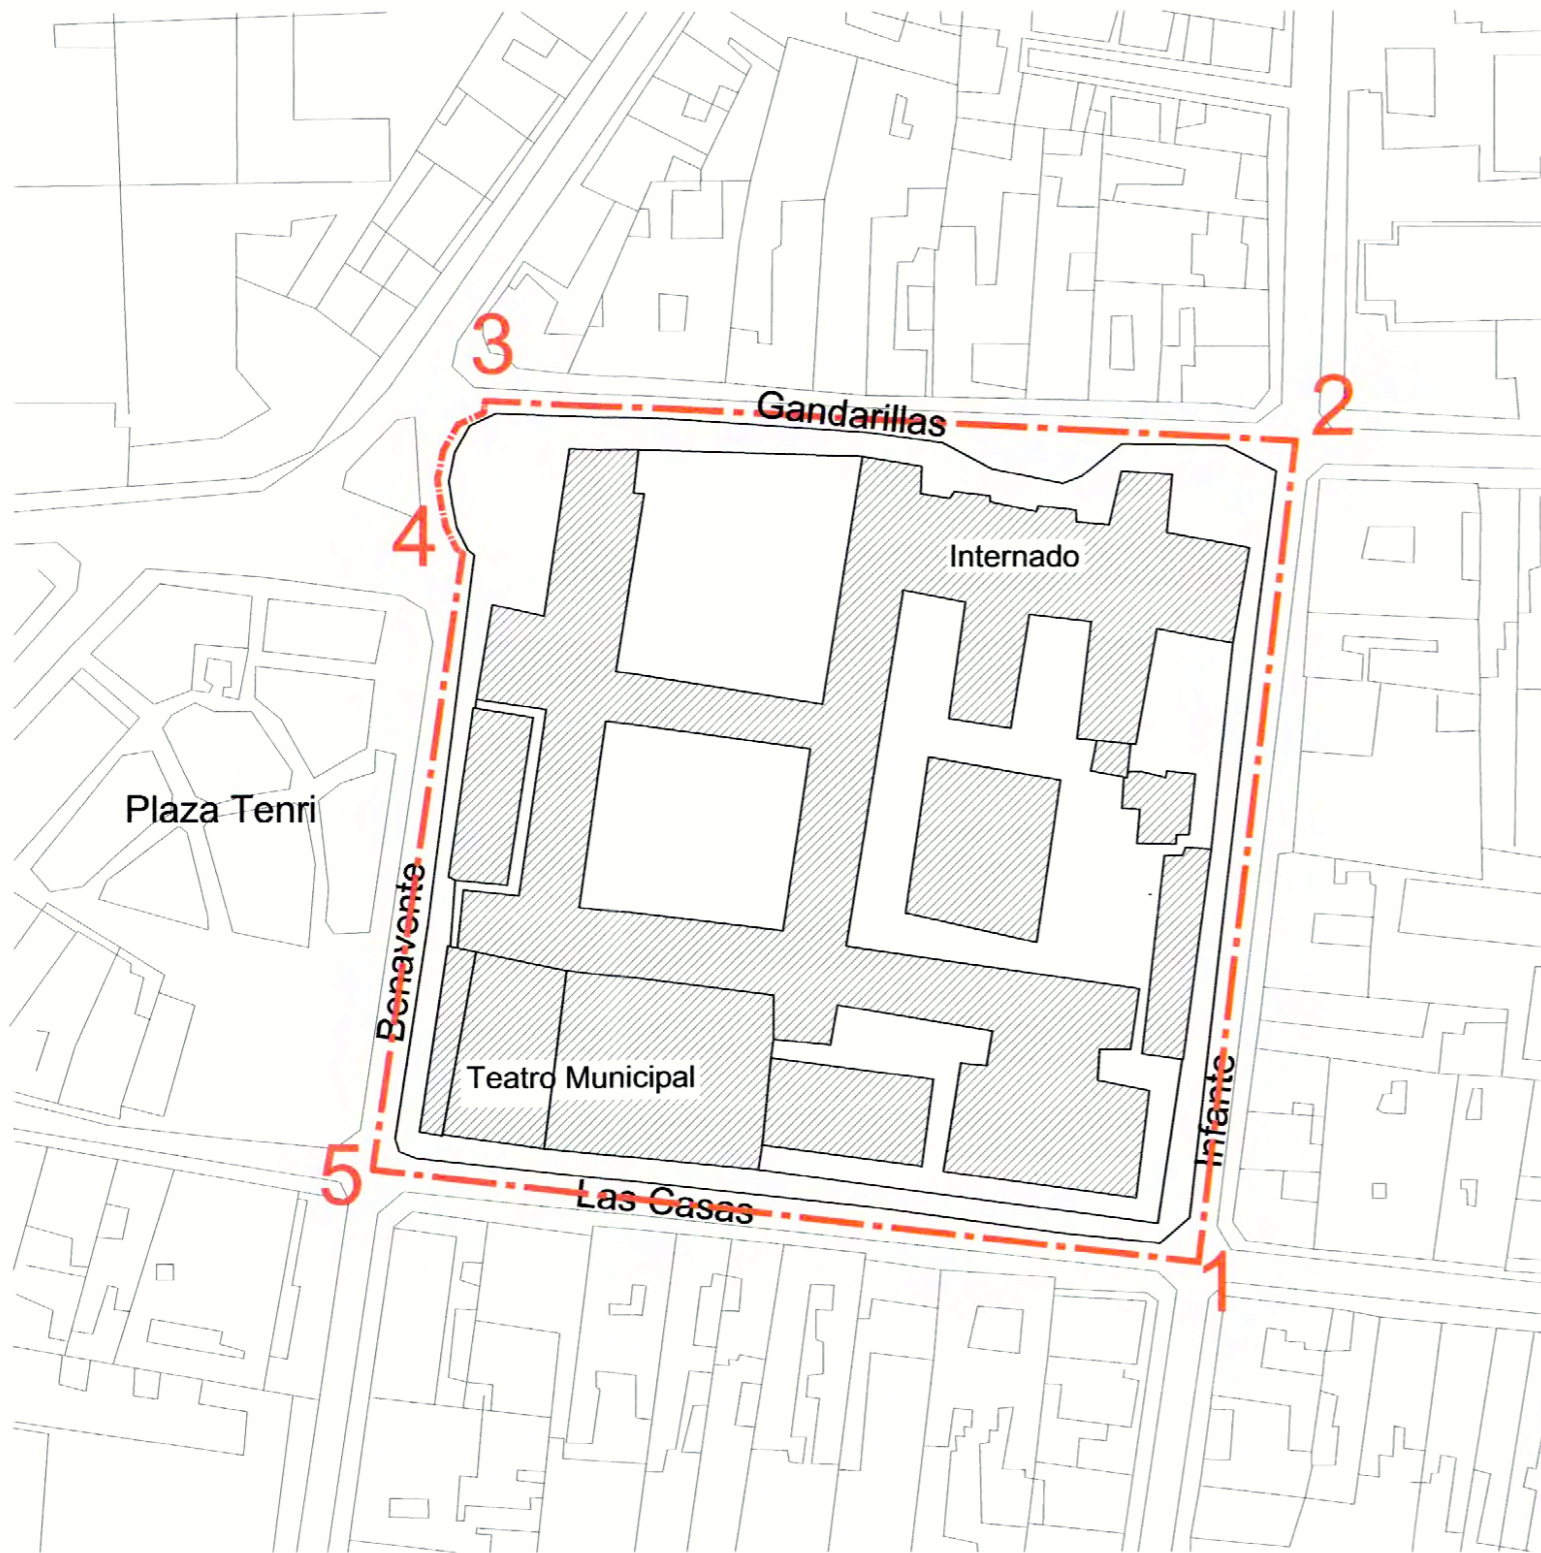 3
2
Gandarillas
4
Internado
Plaza Tenri
Benavente
Teatro Municipal
Infante
5
Las Casas
1